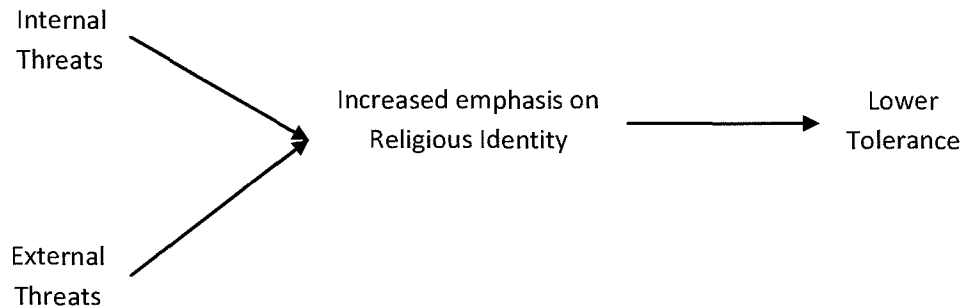 Internal
Threats
Increased emphasis on
Religious Identity
Lower
Tolerance
External
Threats